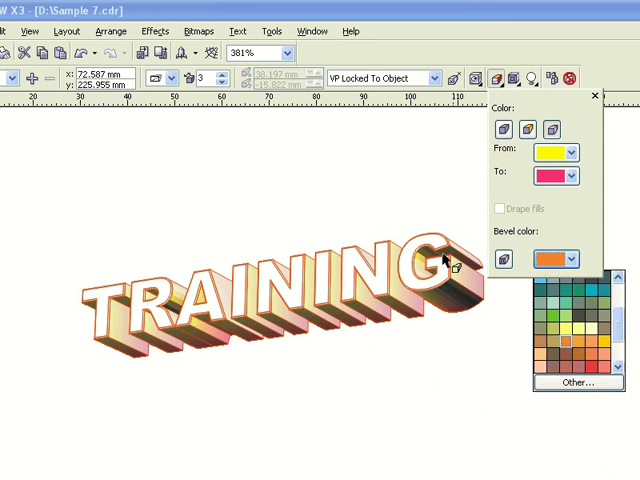 W X3 - [D:\Sample 7.cdr]
it View Layout Arrange Effects Bitmaps Text Tools Window Help
381%
x: 72.587 mm
y: 225.955 mm
3
38.197 mm
-15.822 mm
VP Locked To Object
20 30 40 50 60 70 80 90 100 110
Color:
From:
To:
Drape fills
Bevel color:
TRAINING
Other...